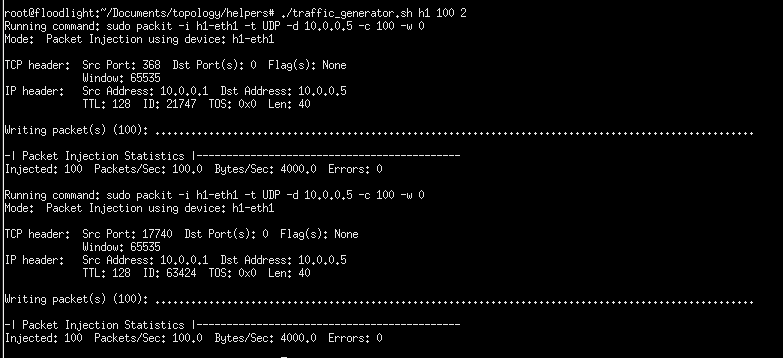 root@floodlight:~/Documents/topology/helpers# ./traffic_generator.sh h1 100 2
Running command: sudo packit -i h1-eth1 -t UDP -d 10.0.0.5 -c 100 -w 0
Mode:  Packet Injection using device: h1-eth1
TCP header:  Src Port: 368  Dst Port(s): 0  Flag(s): None
Window: 65535
IP header:   Src Address: 10.0.0.1  Dst Address: 10.0.0.5
TTL: 128  ID: 21747  TOS: 0x0  Len: 40
Writing packet(s) (100): ....................................................................................................
-| Packet Injection Statistics |--------------------------------------------
Injected: 100  Packets/Sec: 100.0  Bytes/Sec: 4000.0  Errors: 0
Running command: sudo packit -i h1-eth1 -t UDP -d 10.0.0.5 -c 100 -w 0
Mode:  Packet Injection using device: h1-eth1
TCP header:  Src Port: 17740  Dst Port(s): 0  Flag(s): None
Window: 65535
IP header:   Src Address: 10.0.0.1  Dst Address: 10.0.0.5
TTL: 128  ID: 63424  TOS: 0x0  Len: 40
Writing packet(s) (100): ....................................................................................................
-| Packet Injection Statistics |--------------------------------------------
Injected: 100  Packets/Sec: 100.0  Bytes/Sec: 4000.0  Errors: 0